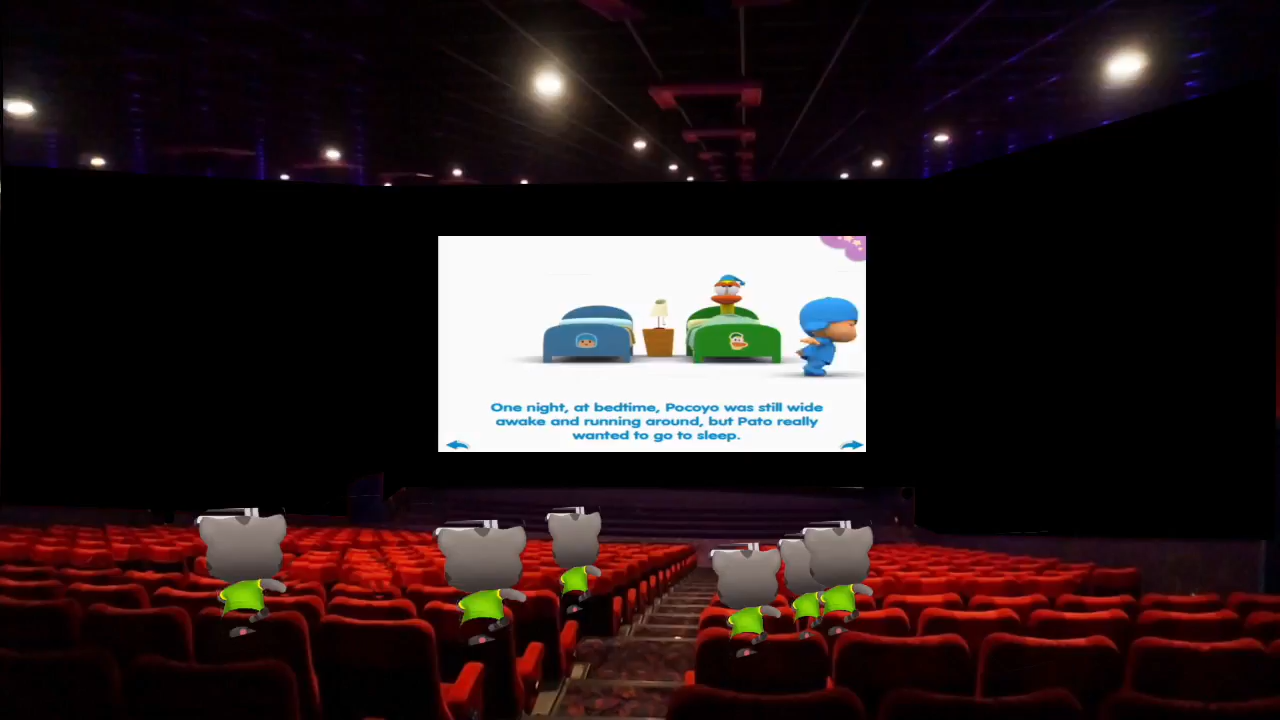 One night, at bedtime, Pocoyo was still wide
awake and running around, but Pato really
wanted to go to sleep.